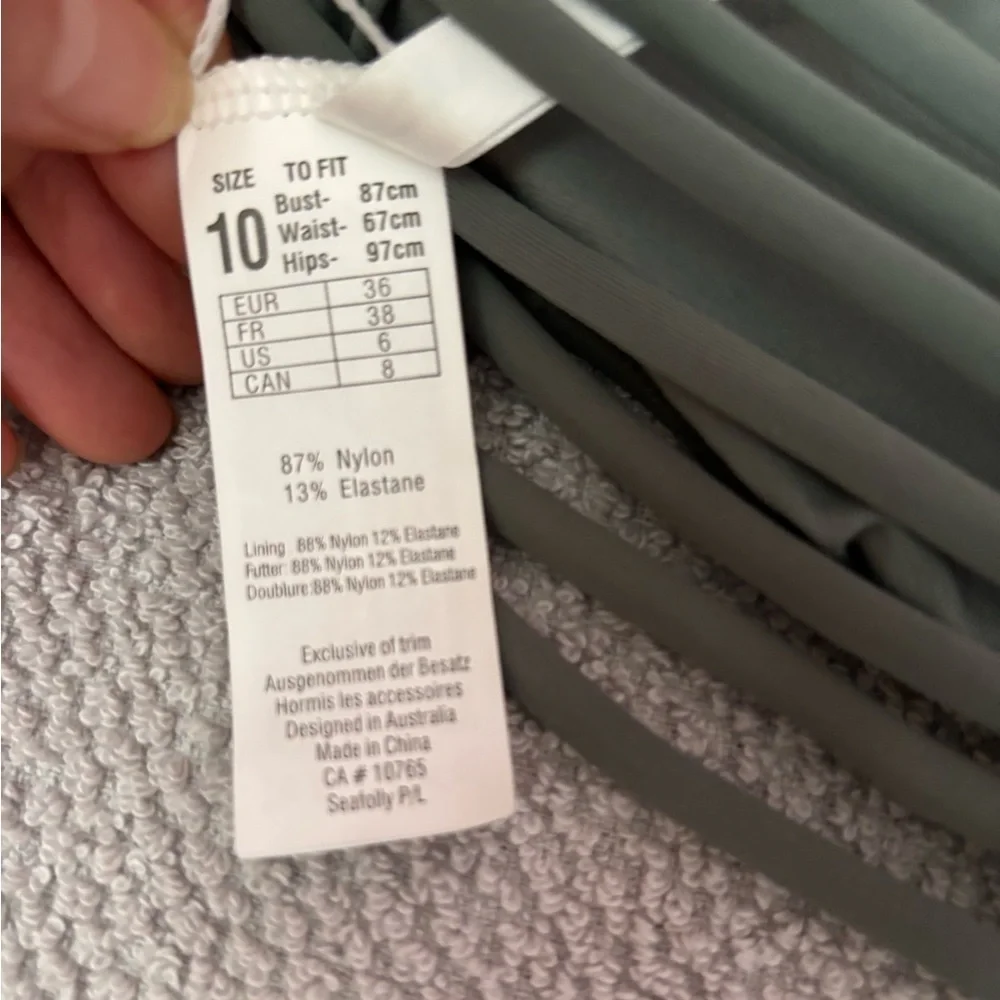 SIZE TO FIT
10 Bust- 87cm
Waist- 67cm
Hips- 97cm
EUR 36
FR 38
US 6
CAN 8
87% Nylon
13% Elastane
Lining 88% Nylon 12% Elastane
Futter: 88% Nylon 12% Elastane
Doublure:88% Nylon 12% Elastane
Exclusive of trim
Ausgenommen der Besatz
Hormis les accessoires
Designed in Australia
Made in China
CA # 10765
Seafolly P/L